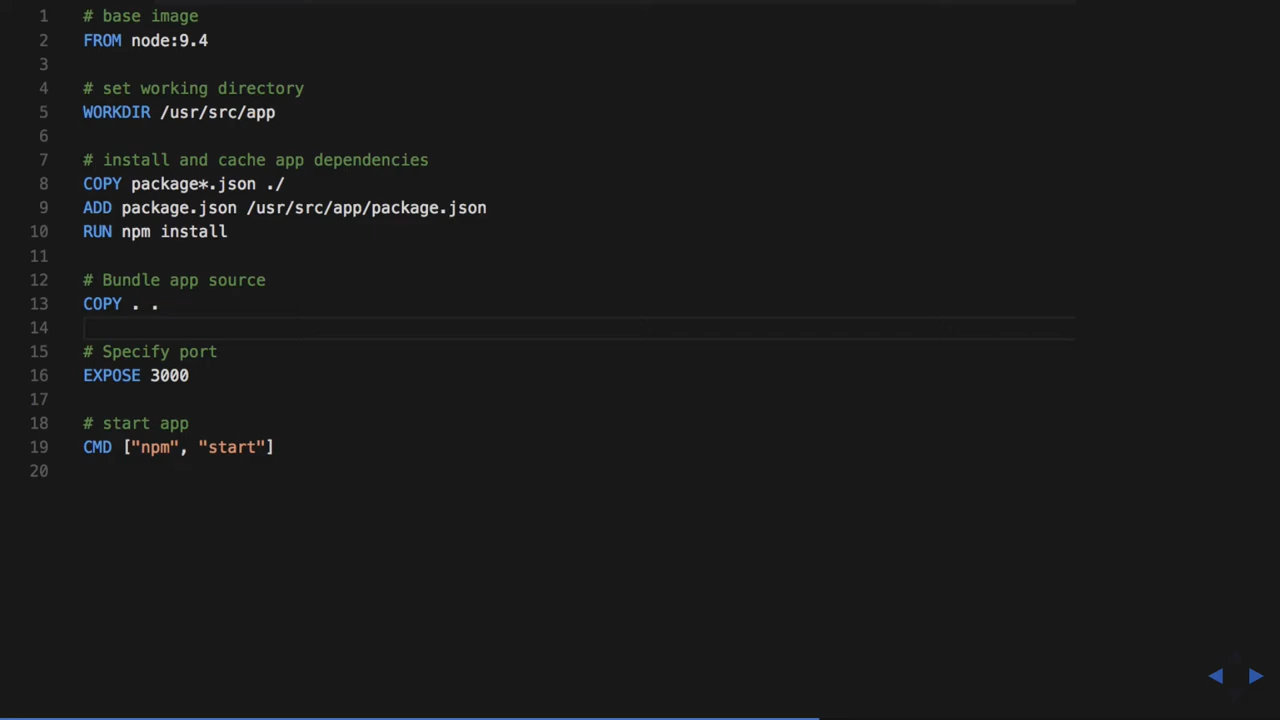 1 # base image
2 FROM node:9.4
3
4 # set working directory
5 WORKDIR /usr/src/app
6
7 # install and cache app dependencies
8 COPY package*.json ./
9 ADD package.json /usr/src/app/package.json
10 RUN npm install
11
12 # Bundle app source
13 COPY . .
14
15 # Specify port
16 EXPOSE 3000
17
18 # start app
19 CMD ["npm", "start"]
20